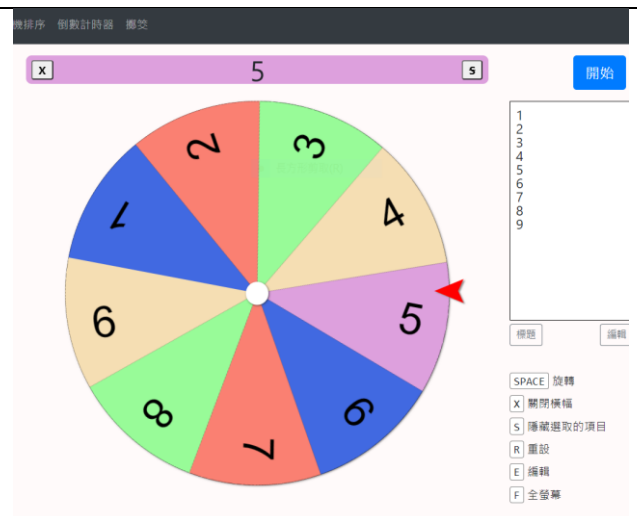 機排序 倒數計時器 擲筊
X 5 S
開始
1
2
3
4
5
6
7
8
9
1
2
3
4
5
6
7
8
9
標題 編輯
SPACE 旋轉
X 關閉橫幅
S 隱藏選取的項目
R 重設
E 編輯
F 全螢幕